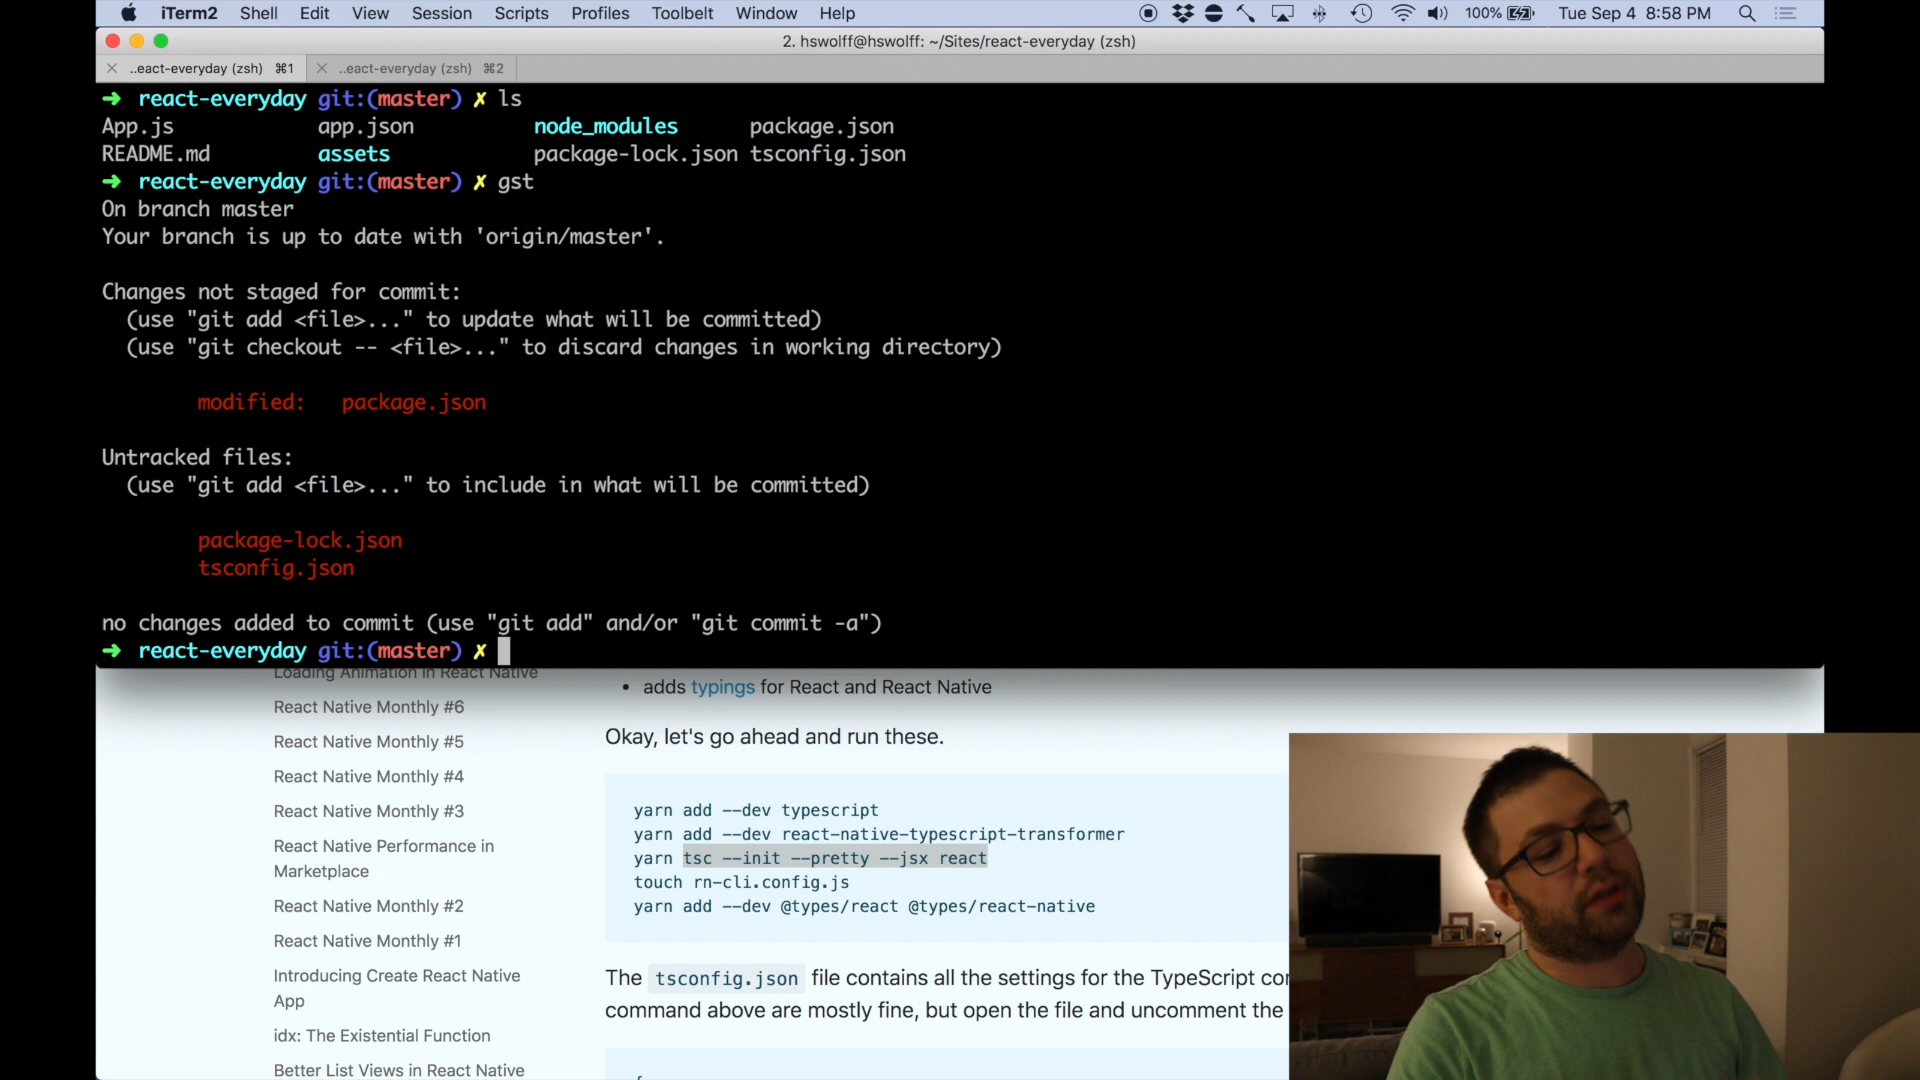 iTerm2 Shell Edit View Session Scripts Profiles Toolbelt Window Help 100% Tue Sep 4 8:58 PM
2. hswolff@hswolff: ~/Sites/react-everyday (zsh)
..eact-everyday (zsh) ⌘1 ..eact-everyday (zsh) ⌘2
➜ react-everyday git:(master) ✗ ls
App.js app.json node_modules package.json
README.md assets package-lock.json tsconfig.json
➜ react-everyday git:(master) ✗ gst
On branch master
Your branch is up to date with 'origin/master'.
Changes not staged for commit:
(use "git add <file>..." to update what will be committed)
(use "git checkout -- <file>..." to discard changes in working directory)
modified: package.json
Untracked files:
(use "git add <file>..." to include in what will be committed)
package-lock.json
tsconfig.json
no changes added to commit (use "git add" and/or "git commit -a")
➜ react-everyday git:(master) ✗
Loading Animation in React Native
React Native Monthly #6
React Native Monthly #5
React Native Monthly #4
React Native Monthly #3
React Native Performance in
Marketplace
React Native Monthly #2
React Native Monthly #1
Introducing Create React Native
App
idx: The Existential Function
Better List Views in React Native
• adds typings for React and React Native
Okay, let's go ahead and run these.
yarn add --dev typescript
yarn add --dev react-native-typescript-transformer
yarn tsc --init --pretty --jsx react
touch rn-cli.config.js
yarn add --dev @types/react @types/react-native
The tsconfig.json file contains all the settings for the TypeScript co
command above are mostly fine, but open the file and uncomment the